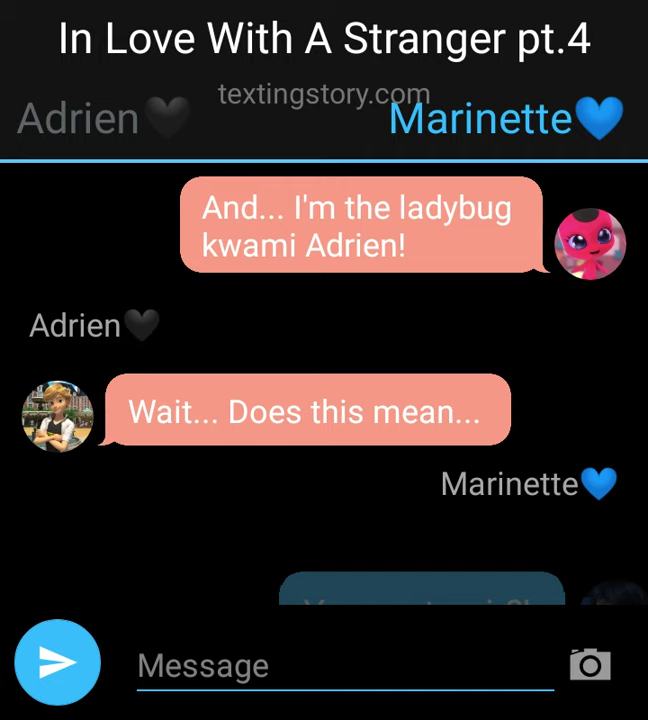 In Love With A Stranger pt.4
textingstory.com
Adrien🖤 Marinette💙
And... I'm the ladybug
kwami Adrien!
Adrien🖤
Wait... Does this mean...
Marinette💙
Message